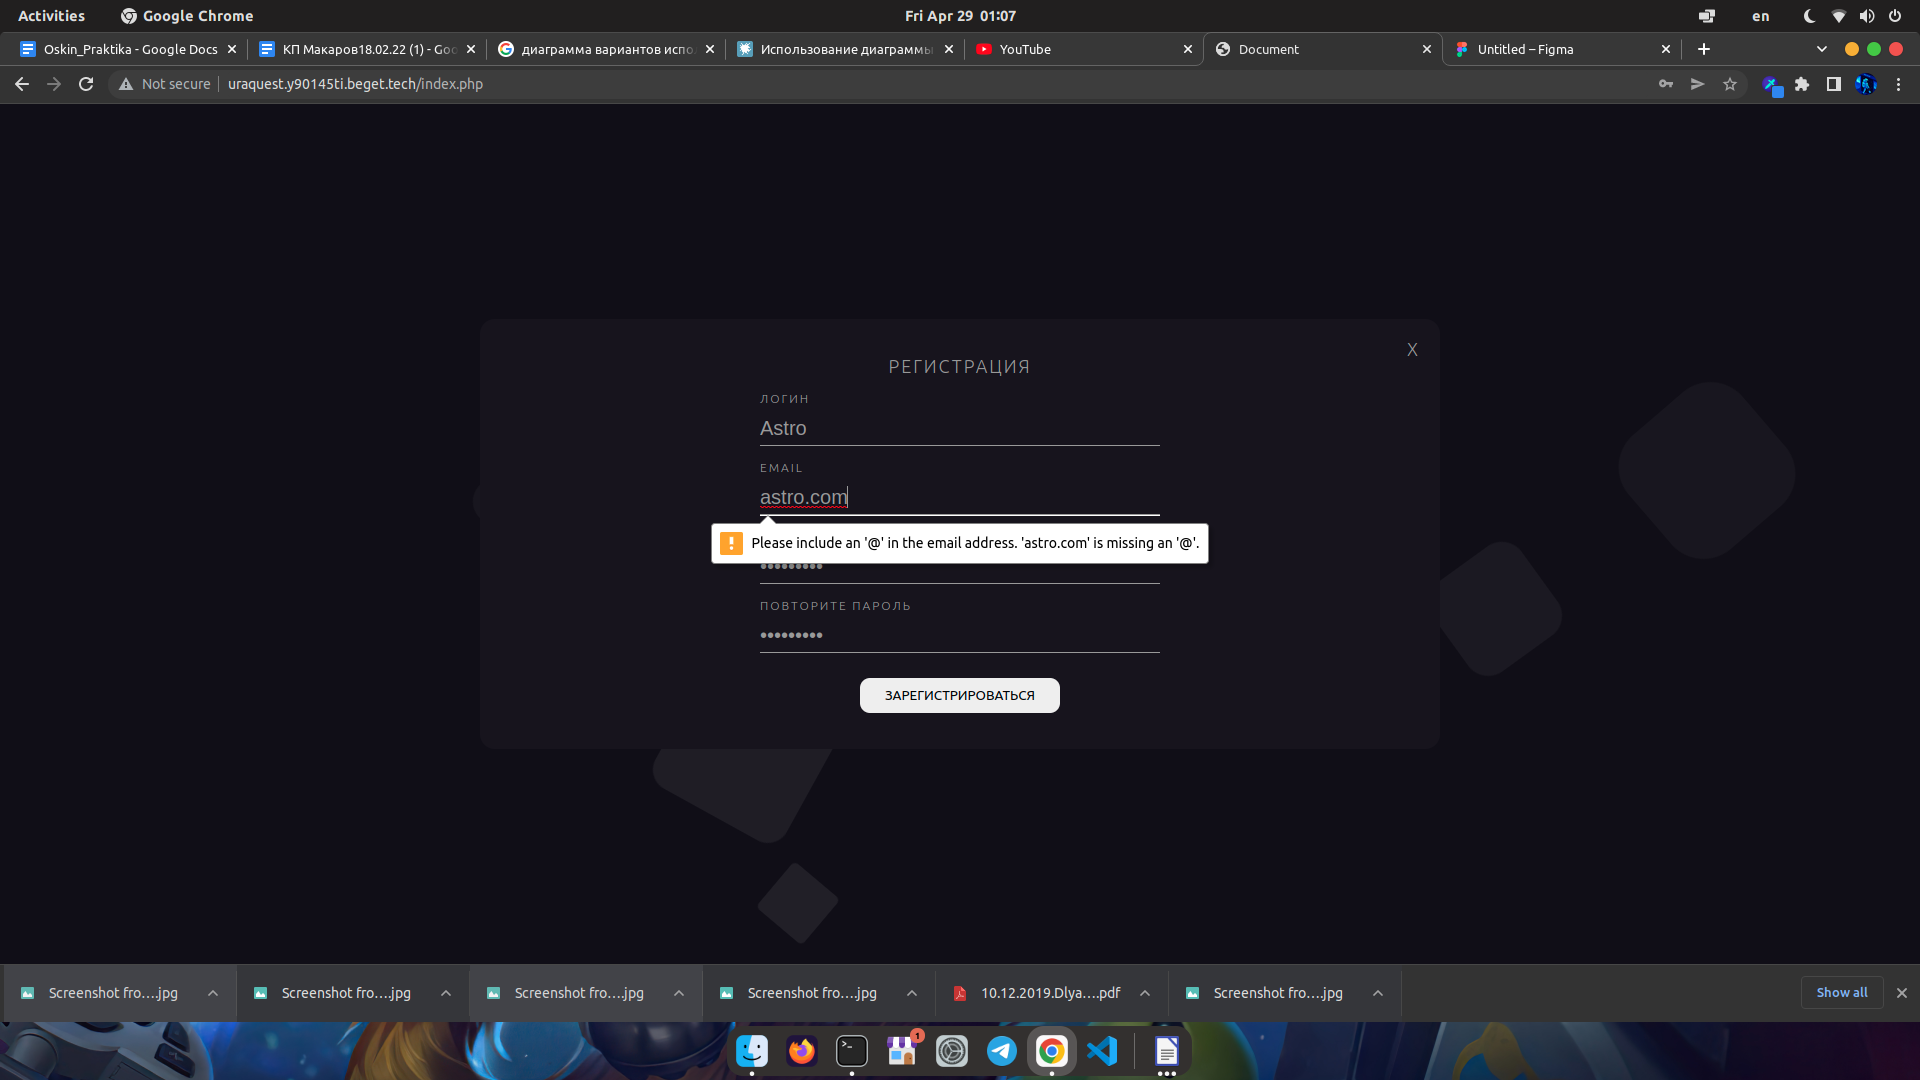 Activities
Google Chrome
Fri Apr 29 01:07
en
Oskin_Praktika - Google Docs
КП Макаров18.02.22 (1) - Goo
диаграмма вариантов испо
Использование диаграммы
YouTube
Document
Untitled – Figma
Not secure
uraquest.y90145ti.beget.tech/index.php
X
РЕГИСТРАЦИЯ
ЛОГИН
Astro
EMAIL
astro.com
Please include an '@' in the email address. 'astro.com' is missing an '@'.
•••••••••
ПОВТОРИТЕ ПАРОЛЬ
•••••••••
ЗАРЕГИСТРИРОВАТЬСЯ
Screenshot fro....jpg
Screenshot fro....jpg
Screenshot fro....jpg
Screenshot fro....jpg
10.12.2019.Dlya....pdf
Screenshot fro....jpg
Show all
1